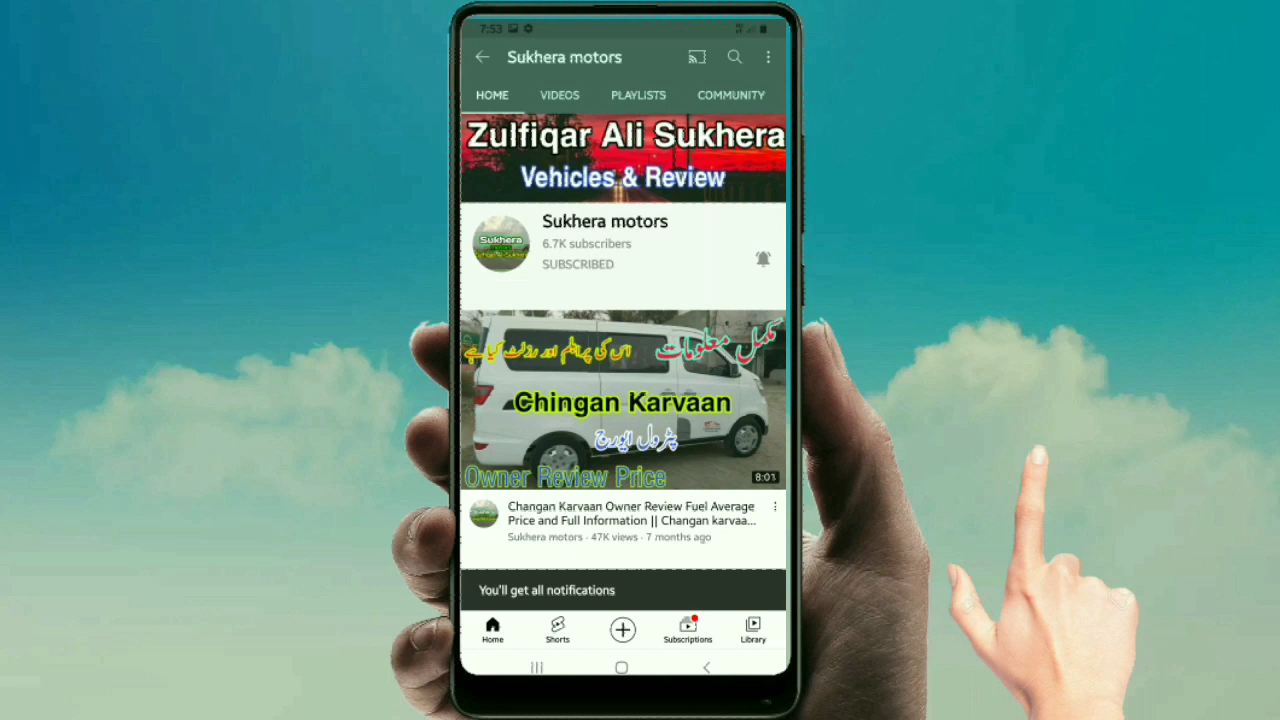 7:53
Sukhera motors
HOME VIDEOS PLAYLISTS COMMUNITY
Zulfiqar Ali Sukhera
Vehicles & Review
Sukhera motors
6.7K subscribers
SUBSCRIBED
Sukhera
مکمل معلومات
اس کی پرابلم اور رزلٹ کیا ہے
Chingan Karvaan
پٹرول ایورج
Owner Review Price
8:01
Changan Karvaan Owner Review Fuel Average
Price and Full Information || Changan karvaa...
Sukhera motors · 47K views · 7 months ago
You'll get all notifications
Home Shorts Subscriptions Library